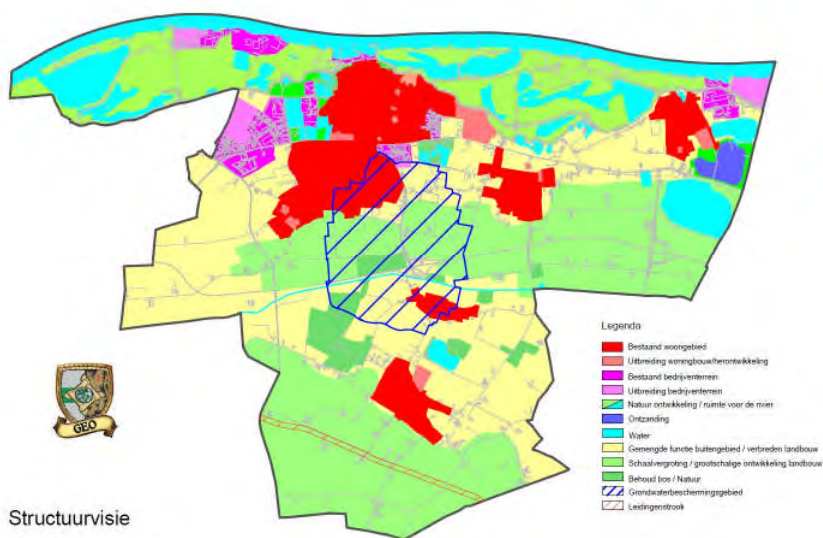 Legenda
Bestaand woongebied
Uitbreiding woningbouw/herontwikkeling
Bestaand bedrijventerrein
Uitbreiding bedrijventerrein
Natuur ontwikkeling / ruimte voor de rivier
Ontzanding
Water
Gemengde functie buitengebied / verbreden landbouw
Schaalvergroting / grootschalige ontwikkeling landbouw
Behoud bos / Natuur
Grondwaterbeschermingsgebied
Leidingenstrook
GEO
Structuurvisie